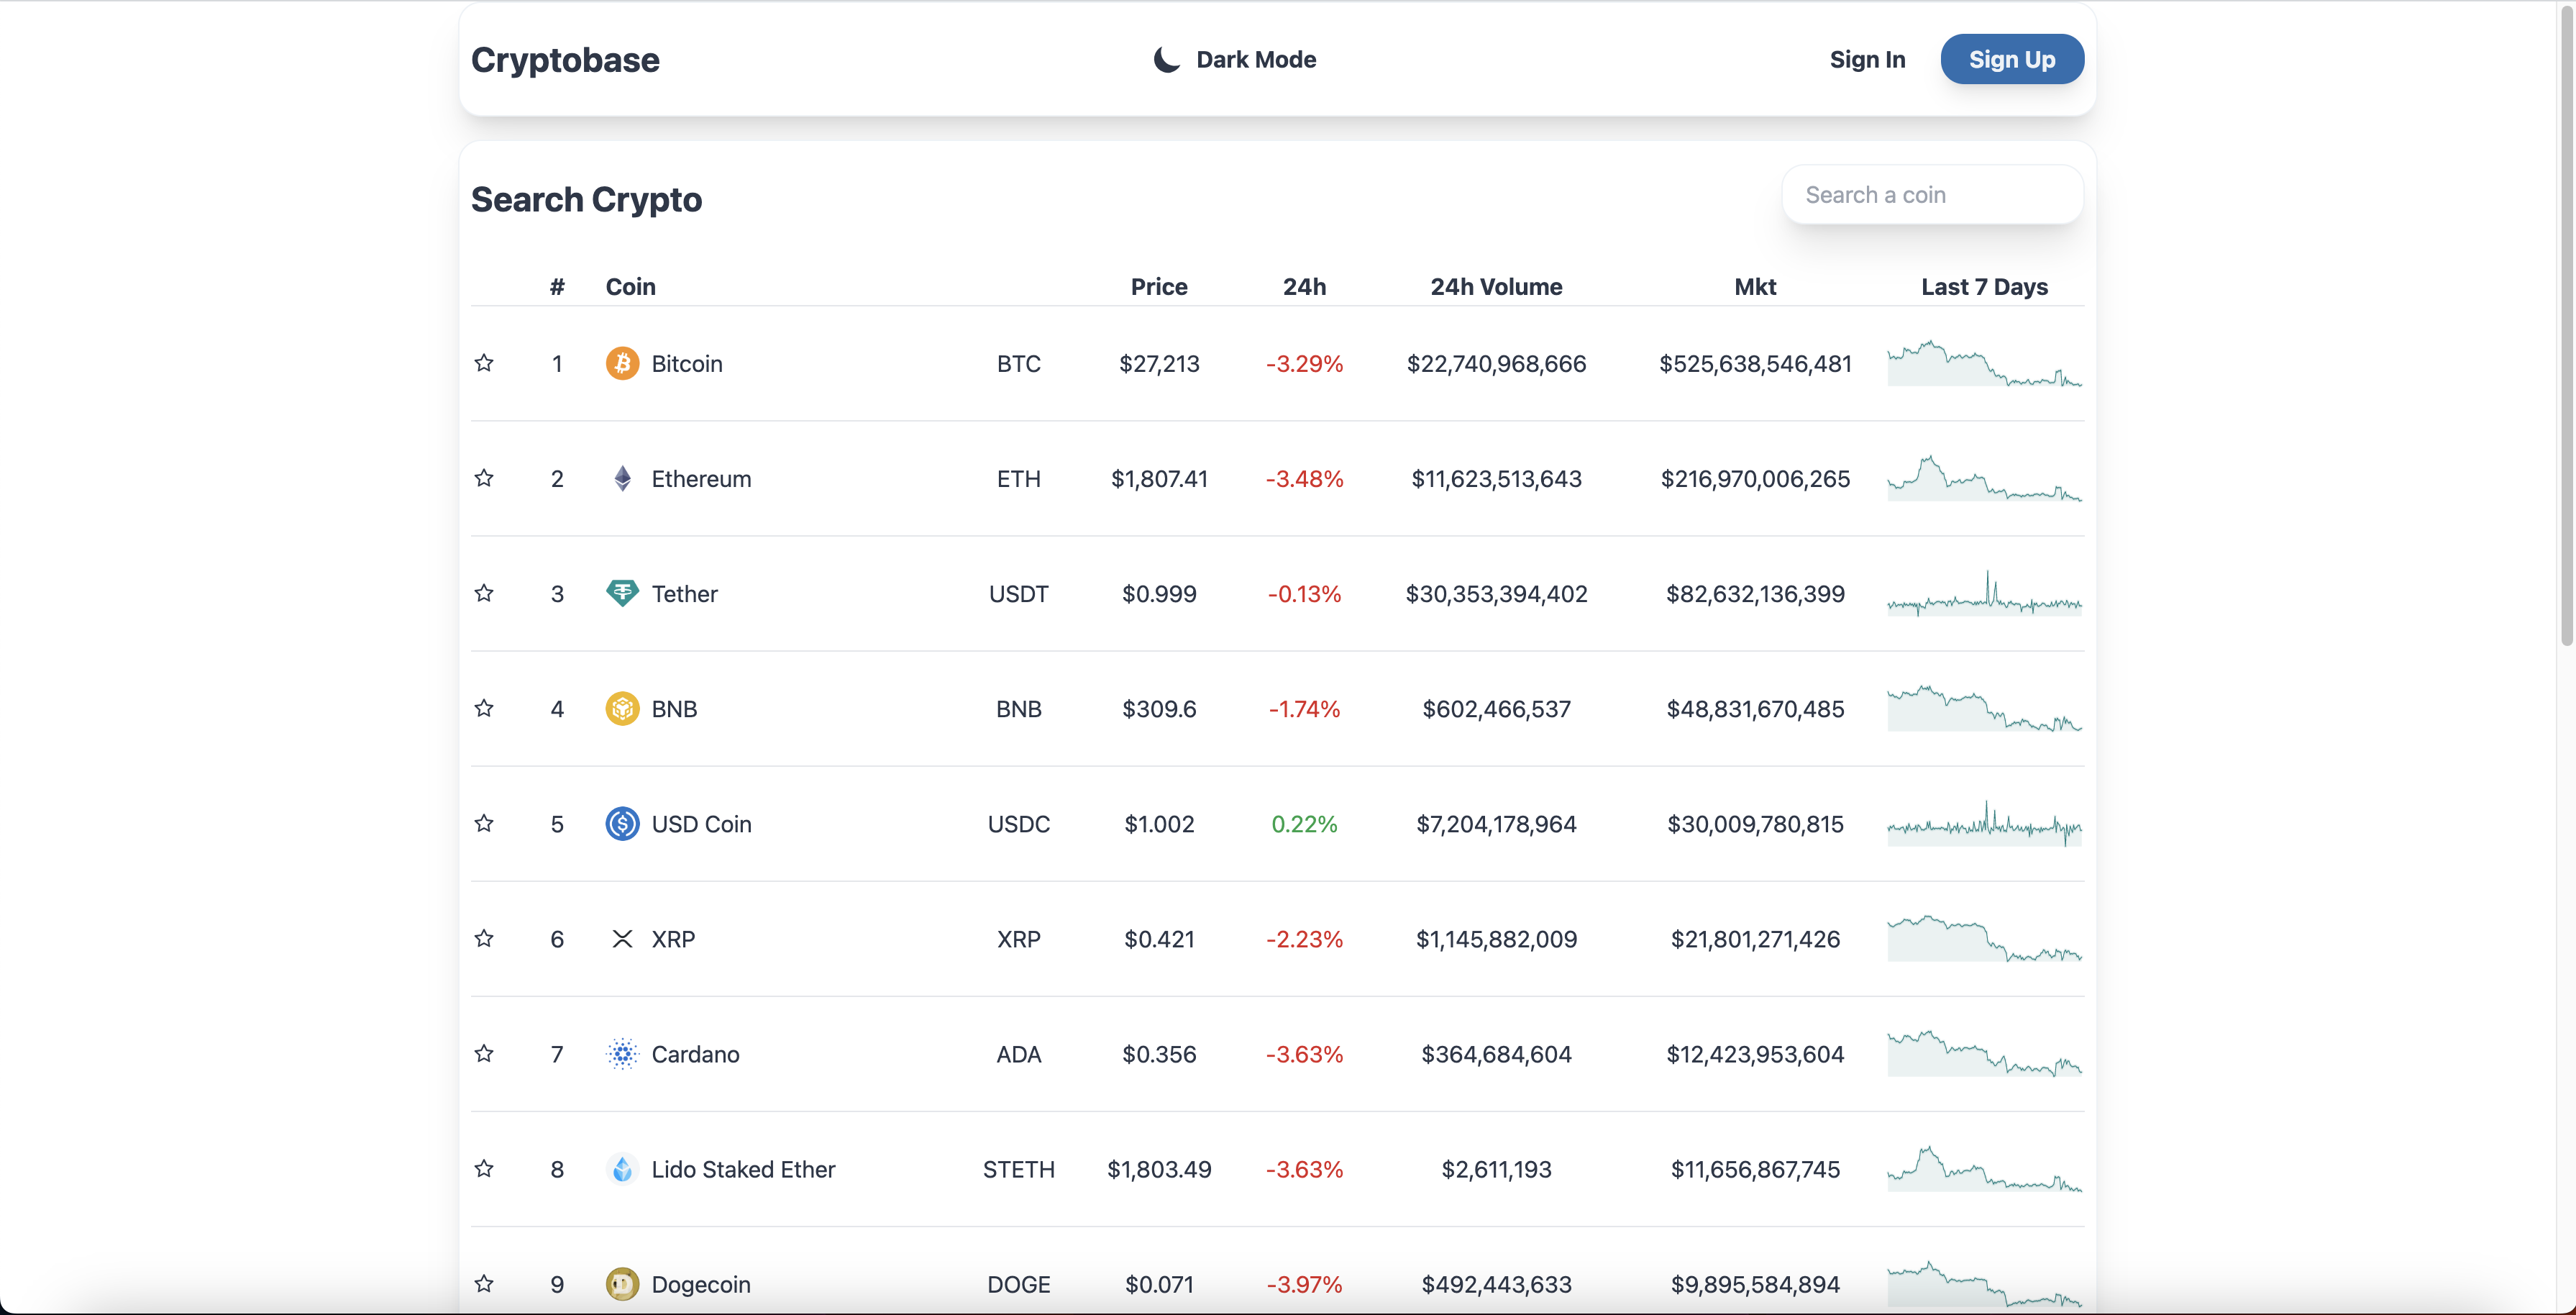 Cryptobase
Dark Mode
Sign In
Sign Up
Search Crypto
Search a coin
# Coin Price 24h 24h Volume Mkt Last 7 Days
1 Bitcoin BTC $27,213 -3.29% $22,740,968,666 $525,638,546,481
2 Ethereum ETH $1,807.41 -3.48% $11,623,513,643 $216,970,006,265
3 Tether USDT $0.999 -0.13% $30,353,394,402 $82,632,136,399
4 BNB BNB $309.6 -1.74% $602,466,537 $48,831,670,485
5 USD Coin USDC $1.002 0.22% $7,204,178,964 $30,009,780,815
6 XRP XRP $0.421 -2.23% $1,145,882,009 $21,801,271,426
7 Cardano ADA $0.356 -3.63% $364,684,604 $12,423,953,604
8 Lido Staked Ether STETH $1,803.49 -3.63% $2,611,193 $11,656,867,745
9 Dogecoin DOGE $0.071 -3.97% $492,443,633 $9,895,584,894